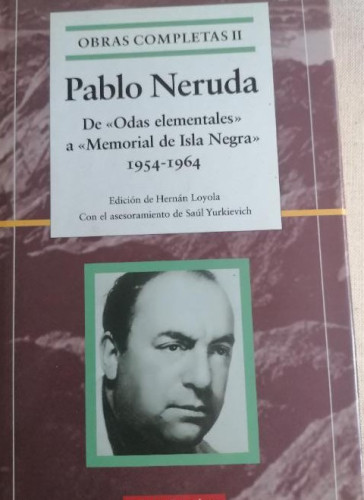 OBRAS COMPLETAS II
Pablo Neruda
De «Odas elementales»
a «Memorial de Isla Negra»
1954-1964
Edición de Hernán Loyola
Con el asesoramiento de Saúl Yurkievich